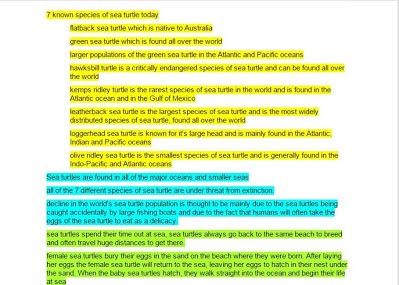 7 known species of sea turtle today
flatback sea turtle which is native to Australia
green sea turtle which is found all over the world
larger populations of the green sea turtle in the Atlantic and Pacific oceans
hawksbill turtle is a critically endangered species of sea turtle and can be found all over
the world
kemps ridley turtle is the rarest species of sea turtle in the world and is found in the
Atlantic ocean and in the Gulf of Mexico
leatherback sea turtle is the largest species of sea turtle and is the most widely
distributed species of sea turtle, found all over the world
loggerhead sea turtle is known for it's large head and is mainly found in the Atlantic,
Indian and Pacific oceans
olive ridley sea turtle is the smallest species of sea turtle and is generally found in the
Indo-Pacific and Atlantic oceans
Sea turtles are found in all of the major oceans and smaller seas
all of the 7 different species of sea turtle are under threat from extinction.
decline in the world's sea turtle population is thought to be mainly due to the sea turtles being
caught accidentally by large fishing boats and due to the fact that humans will often take the
eggs of the sea turtle to eat as a delicacy.
sea turtles spend their time out at sea, sea turtles always go back to the same beach to breed
and often travel huge distances to get there.
female sea turtles bury their eggs in the sand on the beach where they were born. After laying
her eggs the female sea turtle will return to the sea, leaving her eggs to hatch in their nest under
the sand. When the baby sea turtles hatch, they walk straight into the ocean and begin their life
at sea